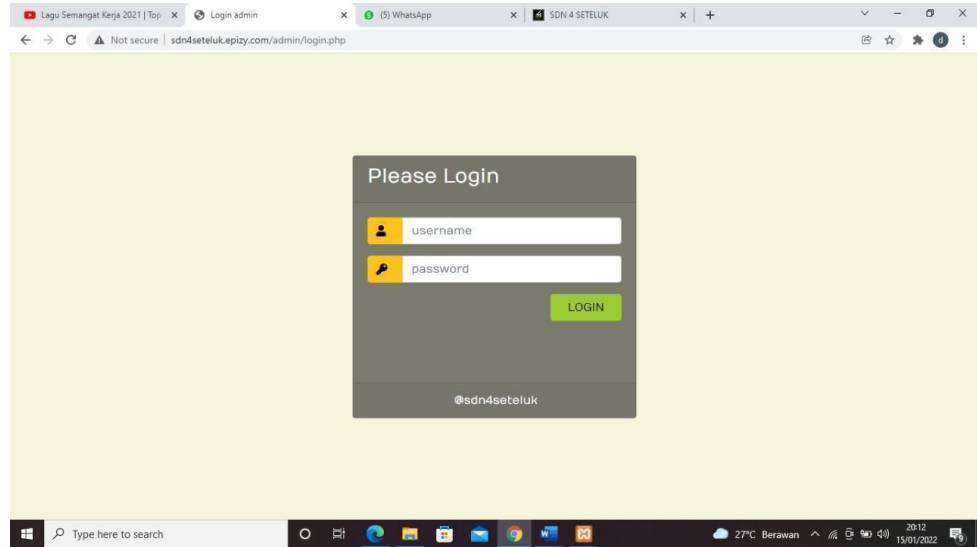 Lagu Semangat Kerja 2021 | Top
Login admin
(5) WhatsApp
SDN 4 SETELUK
Not secure | sdn4seteluk.epizy.com/admin/login.php
d
Please Login
username
password
LOGIN
@sdn4seteluk
Type here to search
27°C Berawan
20:12
15/01/2022